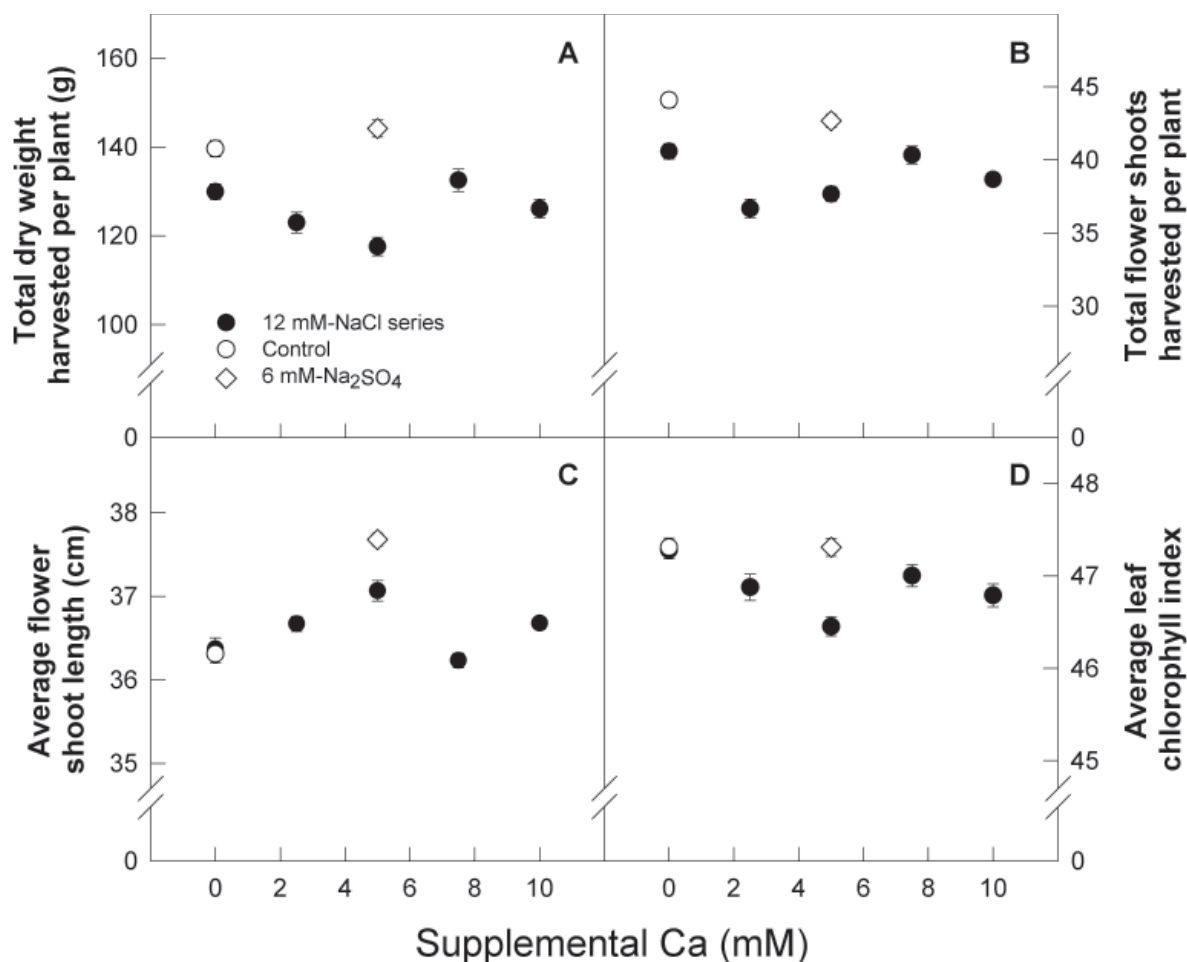 A
B
Total dry weight
harvested per plant (g)
160
140
120
100
0
12 mM-NaCl series
Control
6 mM-Na2SO4
45
40
35
30
0
Total flower shoots
harvested per plant
C
D
Average flower
shoot length (cm)
38
37
36
35
0
48
47
46
45
0
Average leaf
chlorophyll index
0 2 4 6 8 10 0 2 4 6 8 10
Supplemental Ca (mM)